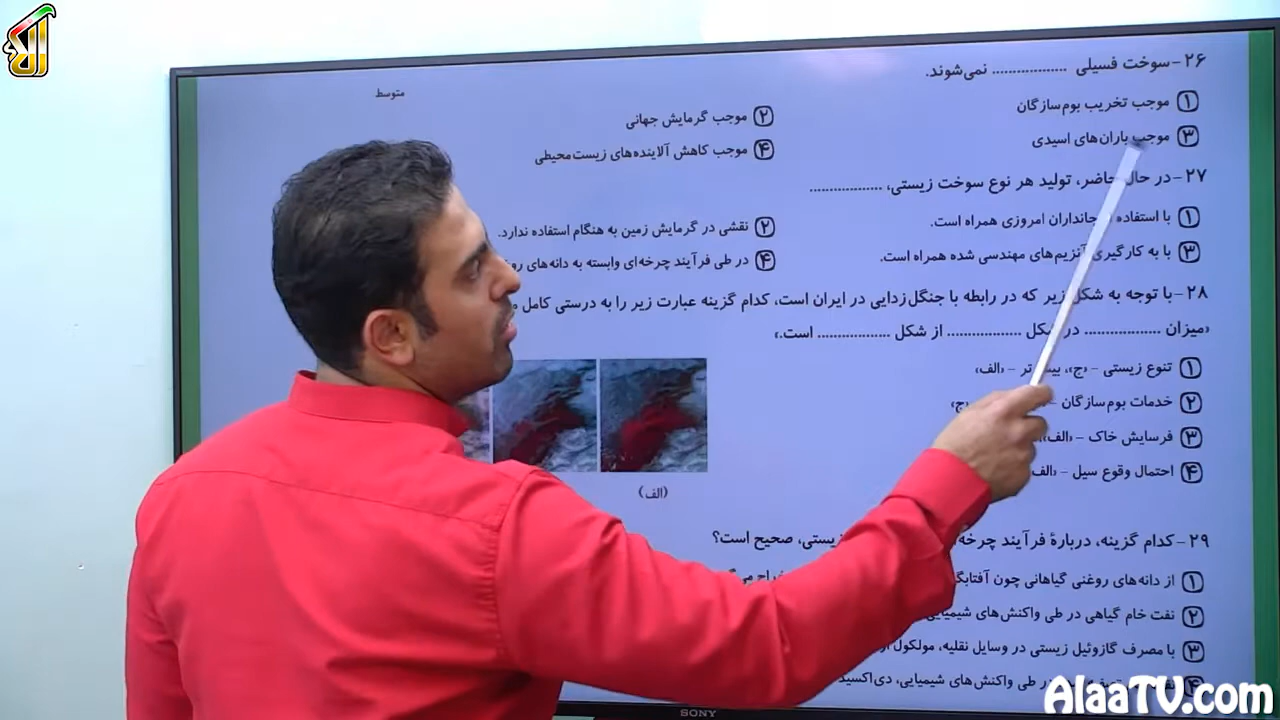 ۲۶- سوخت فسیلی .................. نمی‌شوند.
متوسط
۱ موجب تخریب بوم‌سازگان
۲ موجب گرمایش جهانی
۳ موجب باران‌های اسیدی
۴ موجب کاهش آلاینده‌های زیست‌محیطی
۲۷- در حال حاضر، تولید هر نوع سوخت زیستی، ..................
۱ با استفاده جانداران امروزی همراه است.
۲ نقشی در گرمایش زمین به هنگام استفاده ندارد.
۳ با به کارگیری آنزیم‌های مهندسی شده همراه است.
۴ در طی فرآیند چرخه‌ای وابسته به دانه‌های
۲۸- با توجه به شکل زیر که در رابطه با جنگل‌زدایی در ایران است، کدام گزینه عبارت زیر را به درستی کامل
«میزان .................. در شکل .................. از شکل .................. است.»
۱ تنوع زیستی - «ج»، تر - «الف»
۲ خدمات بوم‌سازگان - ج»
۳ فرسایش خاک - «الف»
۴ احتمال وقوع سیل - «الف
(الف)
۲۹- کدام گزینه، دربارهٔ فرآیند زیستی، صحیح است؟
۱ از دانه‌های روغنی گیاهانی چون
۲ نفت خام گیاهی در طی واکنش‌های
۳ با مصرف گازوئیل زیستی در وسایل نقلیه، مولکول
در طی واکنش‌های شیمیایی،
SONY
AlaaTV.com